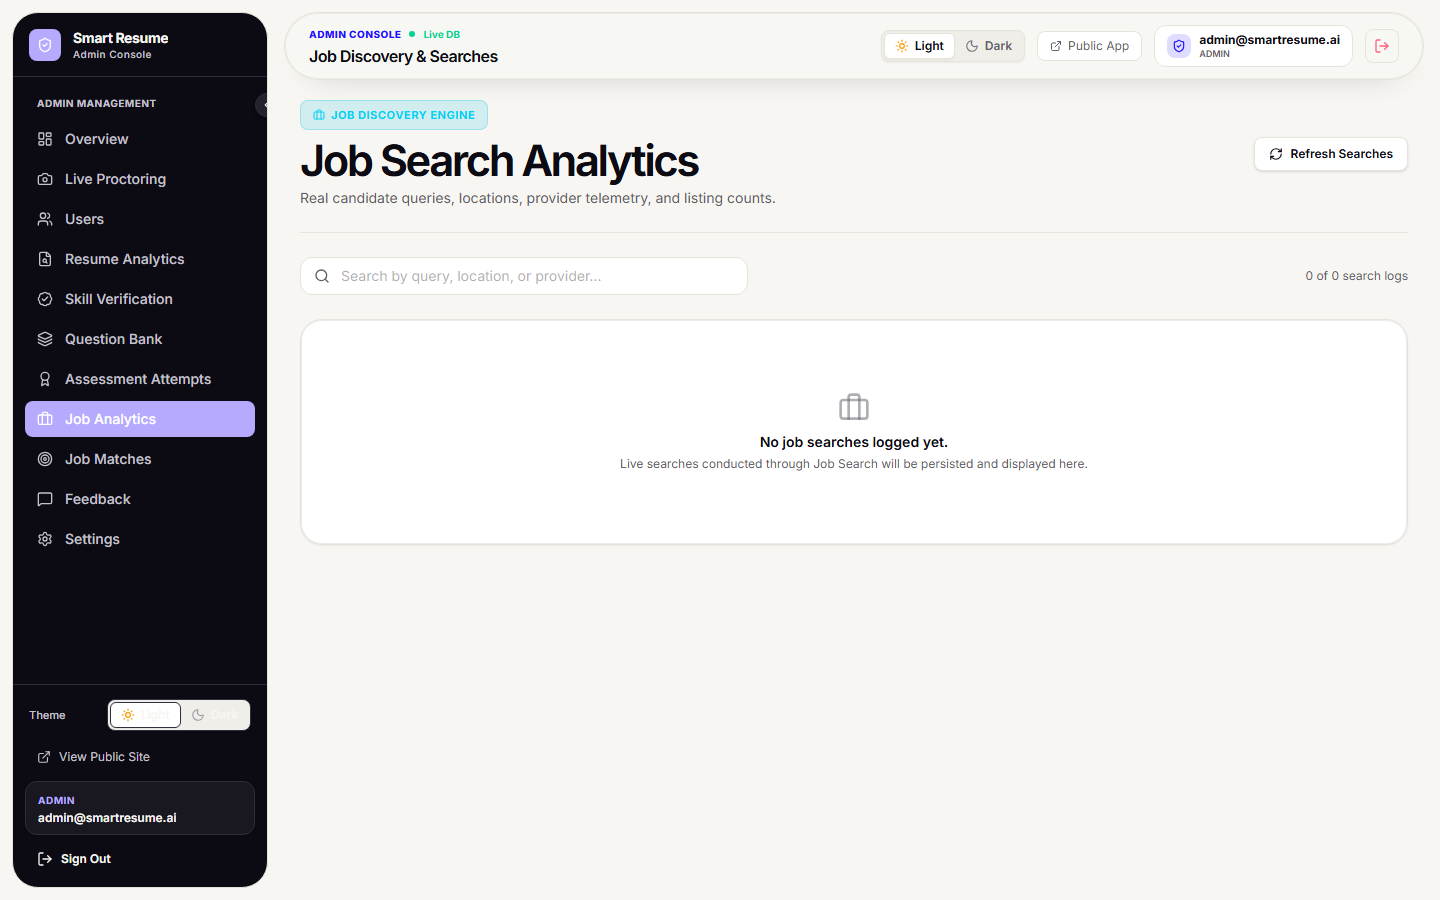 Smart Resume
Admin Console
ADMIN MANAGEMENT
Overview
Live Proctoring
Users
Resume Analytics
Skill Verification
Question Bank
Assessment Attempts
Job Analytics
Job Matches
Feedback
Settings
Theme
Light
Dark
View Public Site
ADMIN
admin@smartresume.ai
Sign Out
ADMIN CONSOLE
Live DB
Job Discovery & Searches
Light
Dark
Public App
admin@smartresume.ai
ADMIN
JOB DISCOVERY ENGINE
Job Search Analytics
Real candidate queries, locations, provider telemetry, and listing counts.
Refresh Searches
Search by query, location, or provider...
0 of 0 search logs
No job searches logged yet.
Live searches conducted through Job Search will be persisted and displayed here.